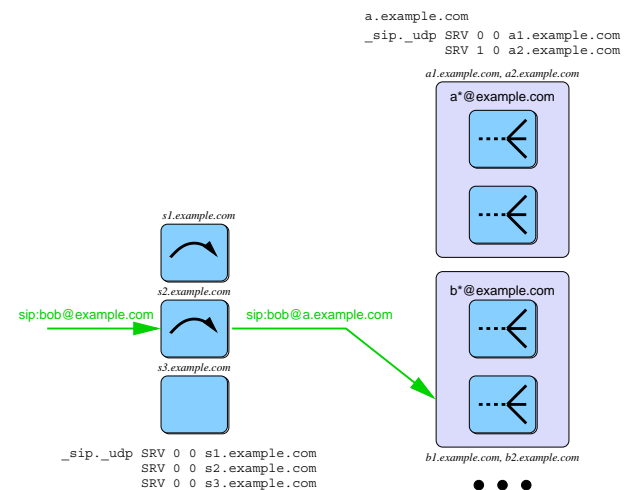 a.example.com
_sip._udp SRV 0 0 a1.example.com
SRV 1 0 a2.example.com
a1.example.com, a2.example.com
a*@example.com
s1.example.com
s2.example.com
sip:bob@example.com
sip:bob@a.example.com
b*@example.com
s3.example.com
_sip._udp SRV 0 0 s1.example.com
SRV 0 0 s2.example.com
SRV 0 0 s3.example.com
b1.example.com, b2.example.com